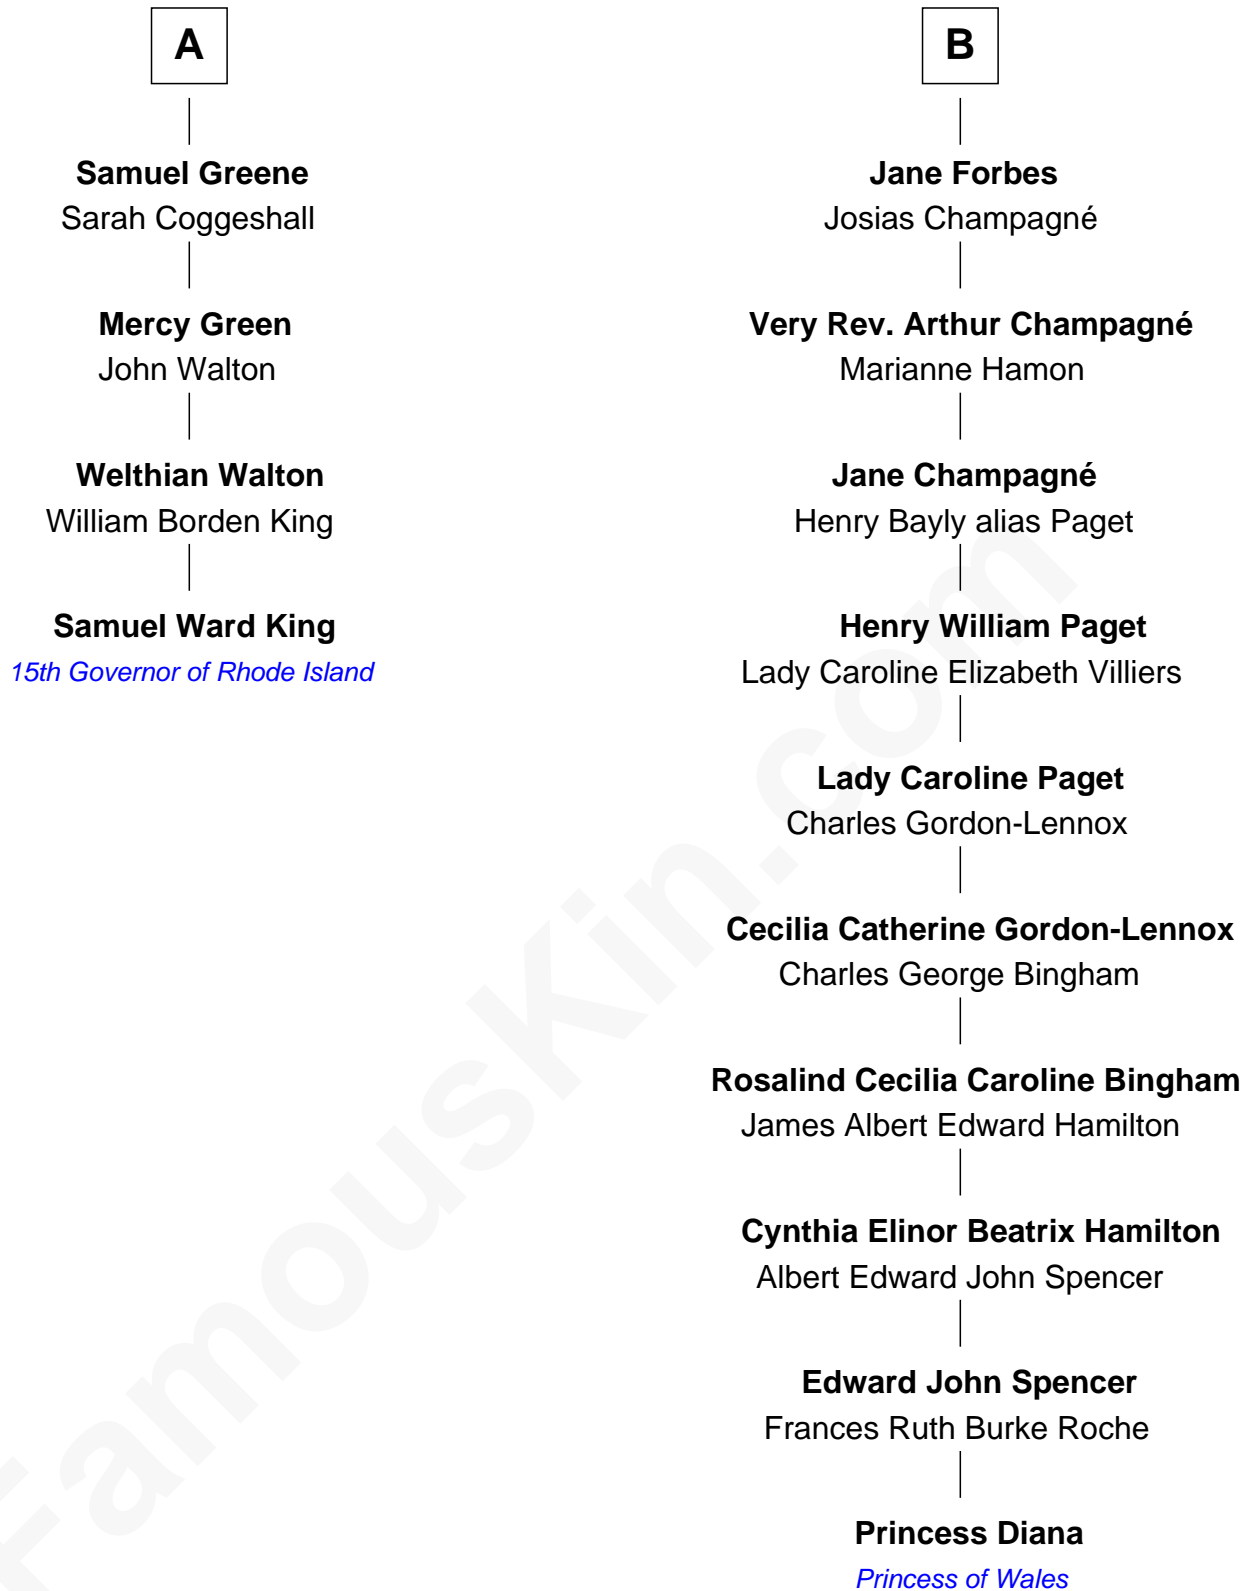 A
Samuel Greene
Sarah Coggeshall
Mercy Green
John Walton
Welthian Walton
William Borden King
Samuel Ward King
15th Governor of Rhode Island
B
Jane Forbes
Josias Champagné
Very Rev. Arthur Champagné
Marianne Hamon
Jane Champagné
Henry Bayly alias Paget
Henry William Paget
Lady Caroline Elizabeth Villiers
Lady Caroline Paget
Charles Gordon-Lennox
Cecilia Catherine Gordon-Lennox
Charles George Bingham
Rosalind Cecilia Caroline Bingham
James Albert Edward Hamilton
Cynthia Elinor Beatrix Hamilton
Albert Edward John Spencer
Edward John Spencer
Frances Ruth Burke Roche
Princess Diana
Princess of Wales
FamousKin.com